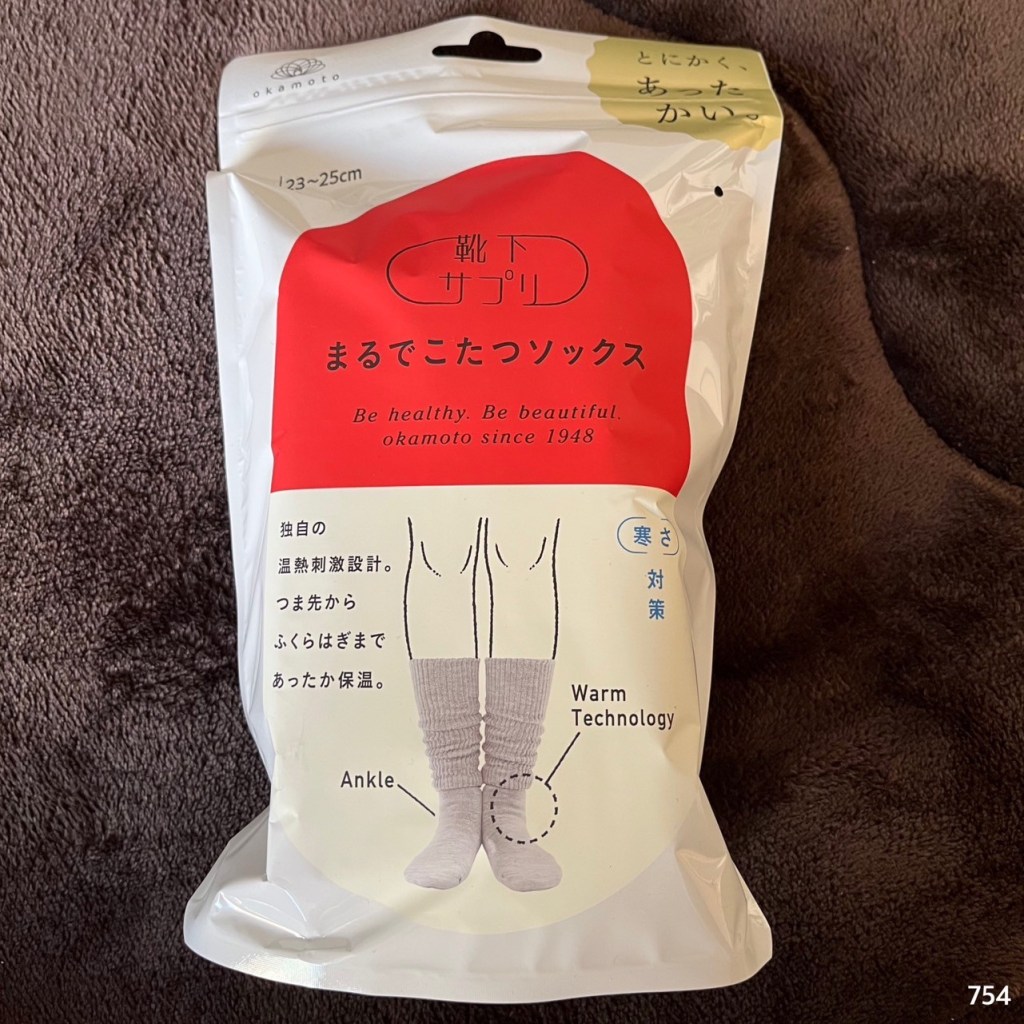 okamoto
とにかく、
あった
かい。
23~25cm
靴下
サプリ
まるでこたつソックス
Be healthy. Be beautiful.
okamoto since 1948
独自の
温熱刺激設計。
つま先から
ふくらはぎまで
あったか保温。
寒さ
対
策
Warm
Technology
Ankle
754